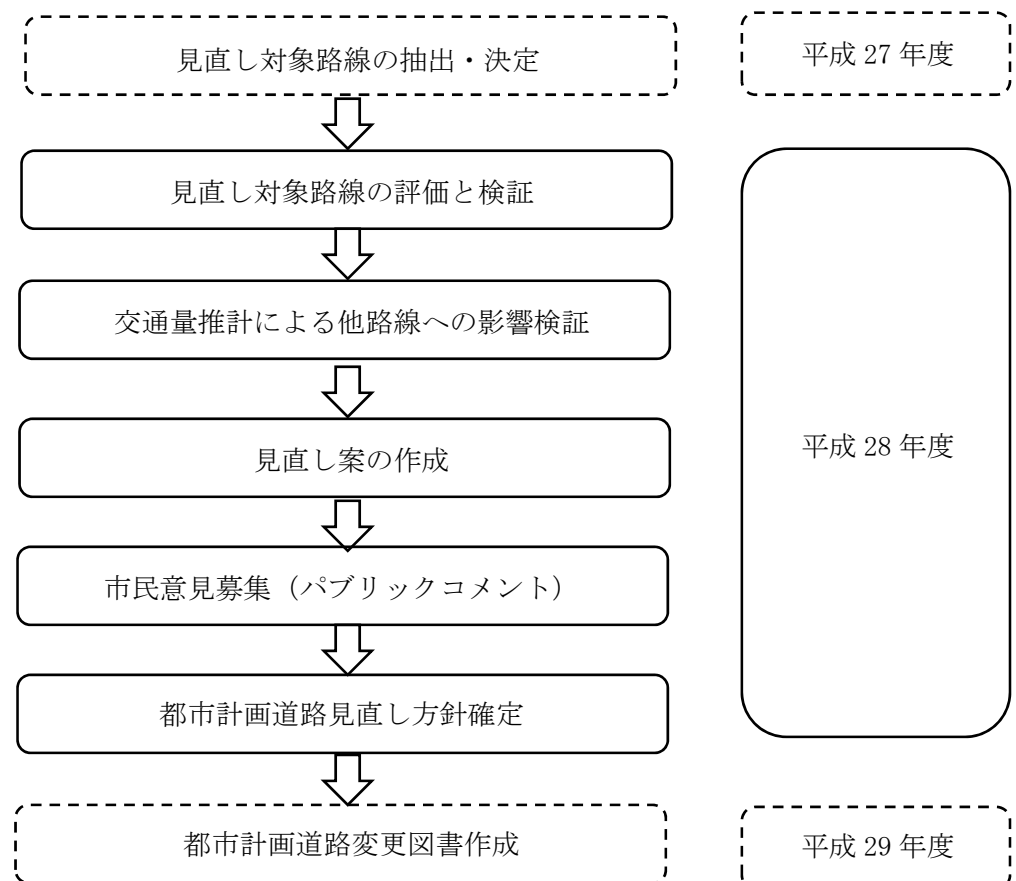 見直し対象路線の抽出・決定
平成 27 年度
見直し対象路線の評価と検証
交通量推計による他路線への影響検証
見直し案の作成
平成 28 年度
市民意見募集（パブリックコメント）
都市計画道路見直し方針確定
都市計画道路変更図書作成
平成 29 年度